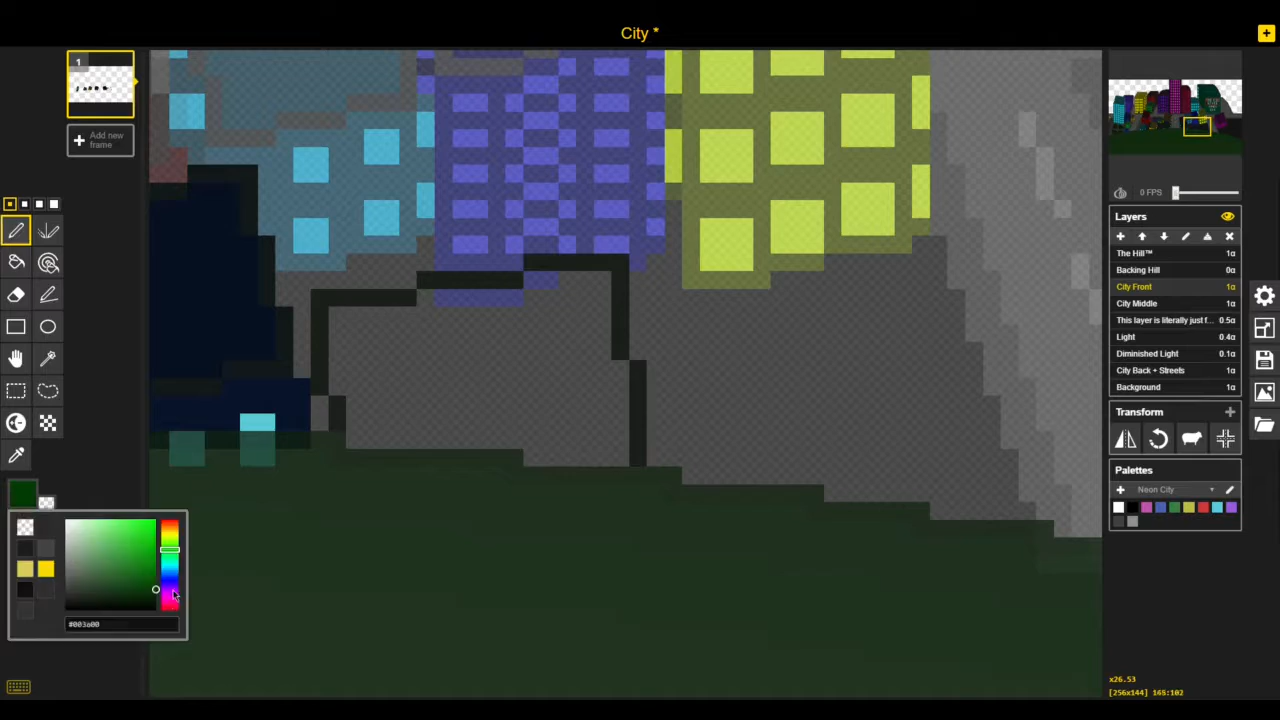 City *
1
Add new
frame
0 FPS
Layers
The Hill™ 1α
Backing Hill 0α
City Front 1α
City Middle 1α
This layer is literally just f... 0.5α
Light 0.4α
Diminished Light 0.1α
City Back + Streets 1α
Background 1α
Transform
Palettes
Neon City
#003a00
x26.53
[256x144] 165:102